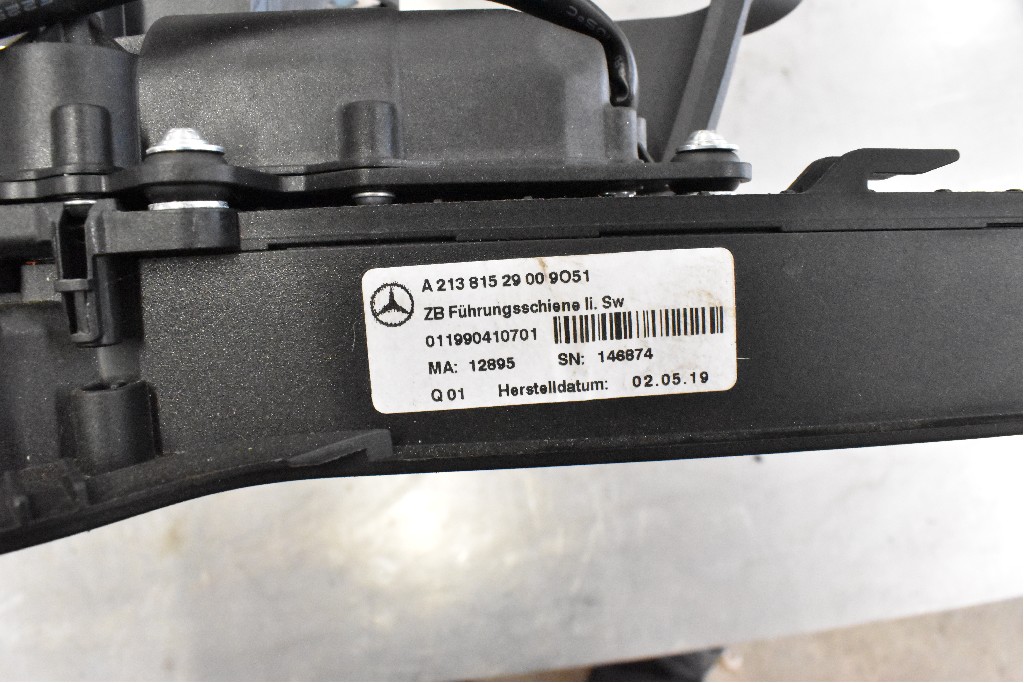 A 213 815 29 00 9O51
ZB Führungsschiene li. Sw
011990410701
MA: 12895 SN: 146874
Q 01 Herstelldatum: 02.05.19